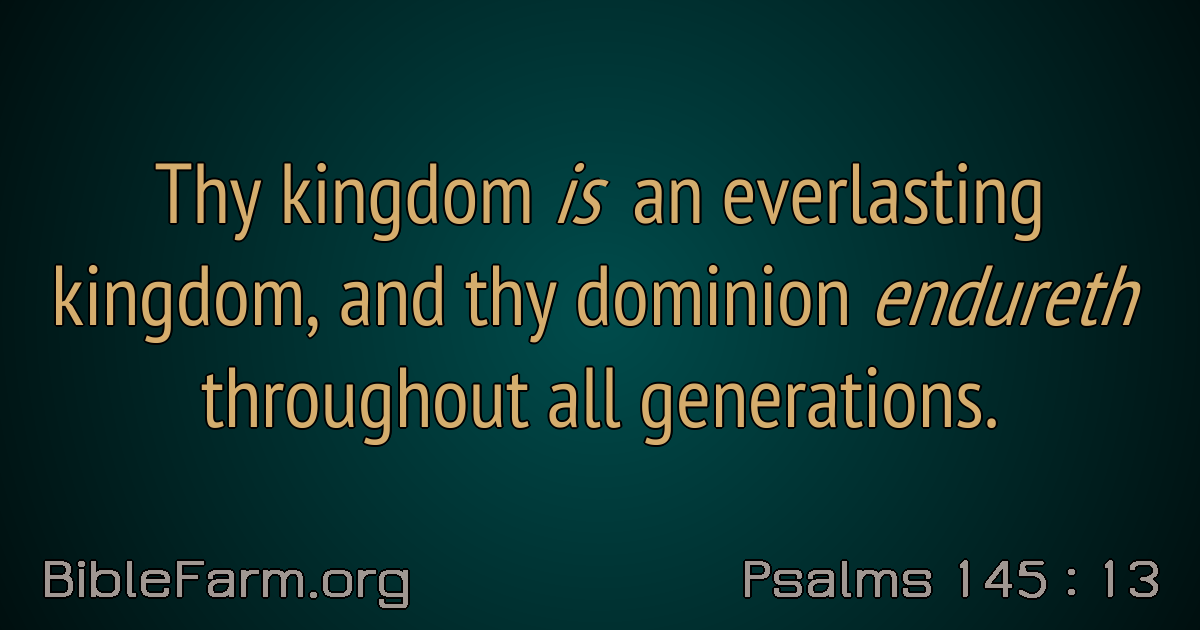 Thy kingdom is an everlasting
kingdom, and thy dominion endureth
throughout all generations.
BibleFarm.org
Psalms 145 : 13